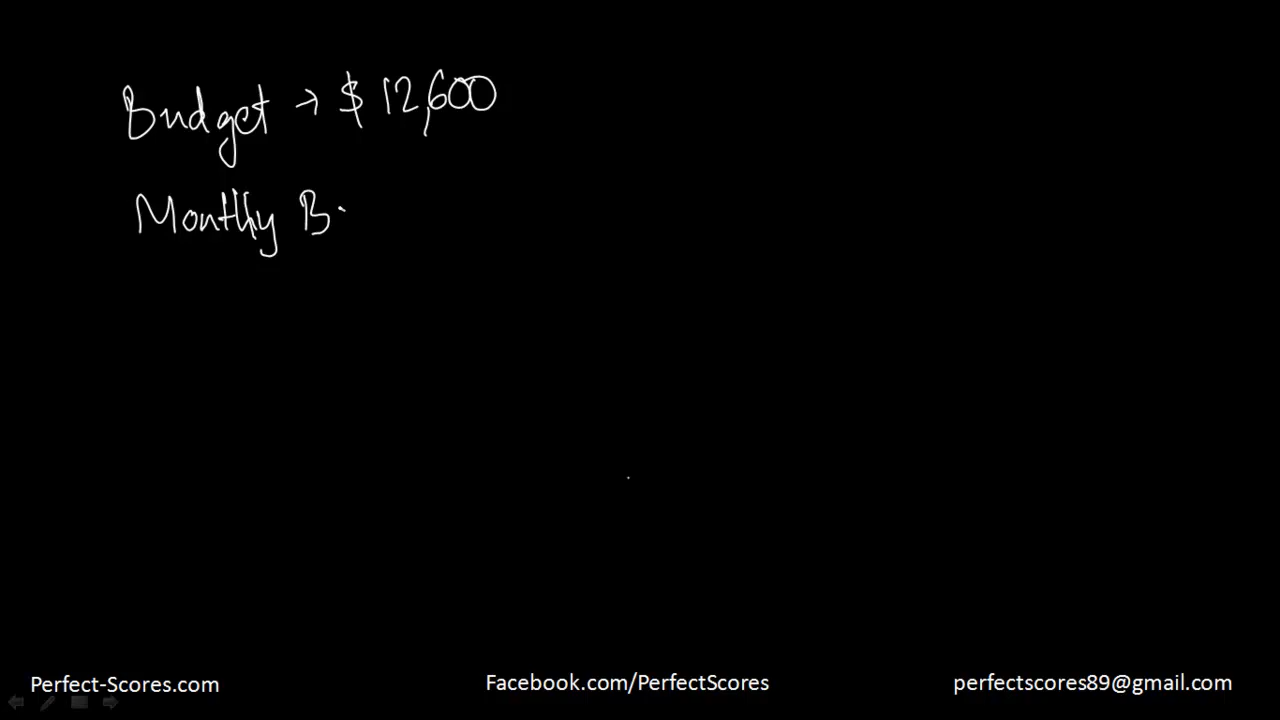 Budget → $12,600
Monthly B
Perfect-Scores.com
Facebook.com/PerfectScores
perfectscores89@gmail.com